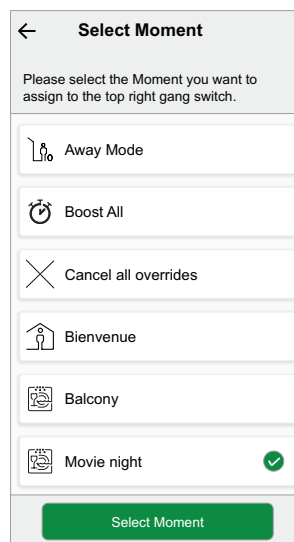 Select Moment
Please select the Moment you want to
assign to the top right gang switch.
Away Mode
Boost All
Cancel all overrides
Bienvenue
Balcony
Movie night
Select Moment